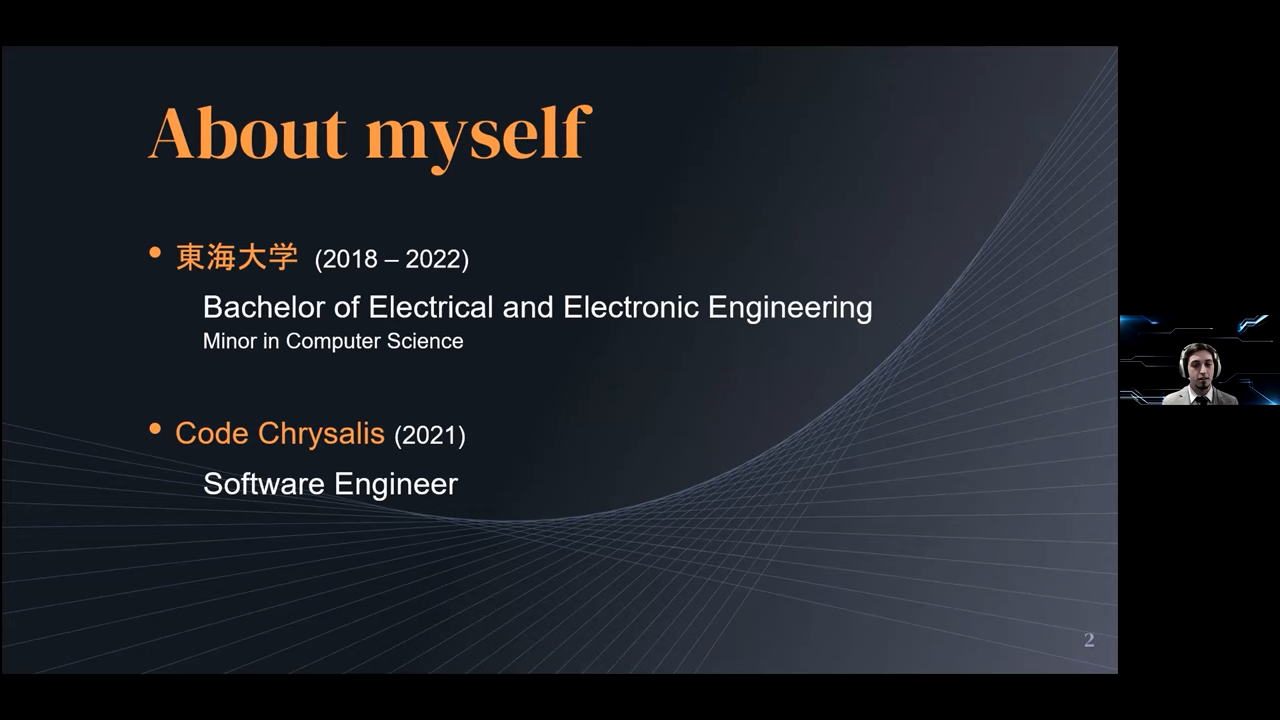 About myself
• 東海大学 (2018 – 2022)
Bachelor of Electrical and Electronic Engineering
Minor in Computer Science
• Code Chrysalis (2021)
Software Engineer
2